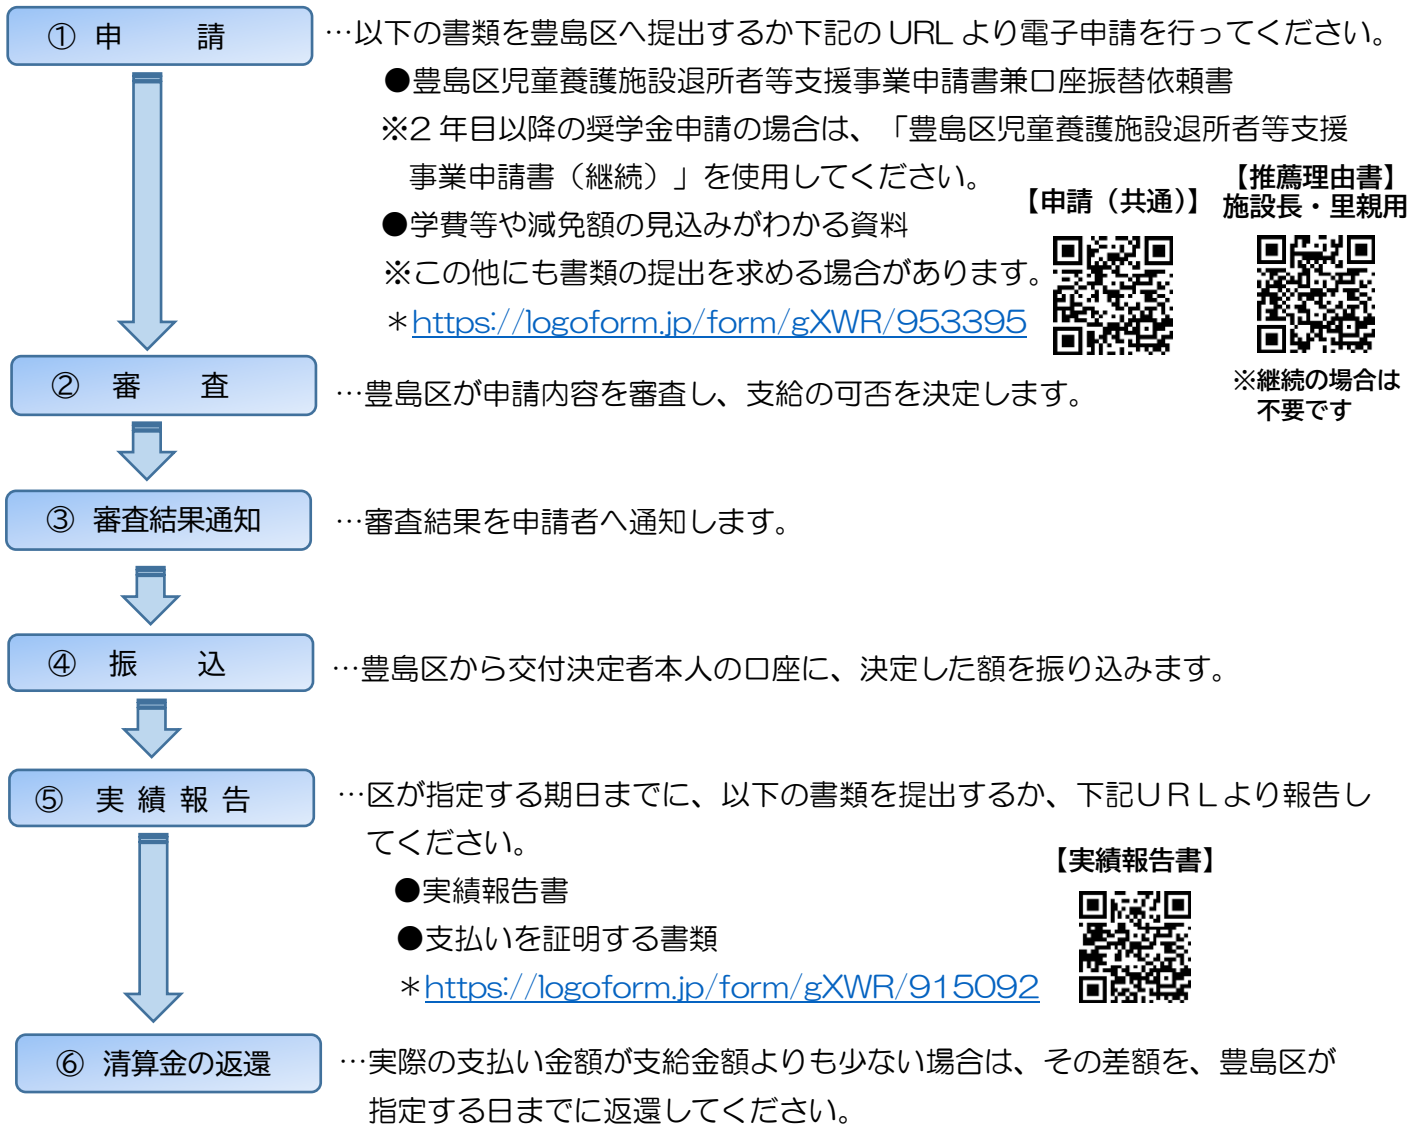 ① 申　　請
…以下の書類を豊島区へ提出するか下記の URL より電子申請を行ってください。
●豊島区児童養護施設退所者等支援事業申請書兼口座振替依頼書
※2 年目以降の奨学金申請の場合は、「豊島区児童養護施設退所者等支援
事業申請書（継続）」を使用してください。
●学費等や減免額の見込みがわかる資料
※この他にも書類の提出を求める場合があります。
＊https://logoform.jp/form/gXWR/953395
【申請（共通）】
【推薦理由書】
施設長・里親用
※継続の場合は
不要です
② 審　　査
…豊島区が申請内容を審査し、支給の可否を決定します。
③ 審査結果通知
…審査結果を申請者へ通知します。
④ 振　　込
…豊島区から交付決定者本人の口座に、決定した額を振り込みます。
⑤ 実 績 報 告
…区が指定する期日までに、以下の書類を提出するか、下記ＵＲＬより報告し
てください。
●実績報告書
●支払いを証明する書類
＊https://logoform.jp/form/gXWR/915092
【実績報告書】
⑥ 清算金の返還
…実際の支払い金額が支給金額よりも少ない場合は、その差額を、豊島区が
指定する日までに返還してください。